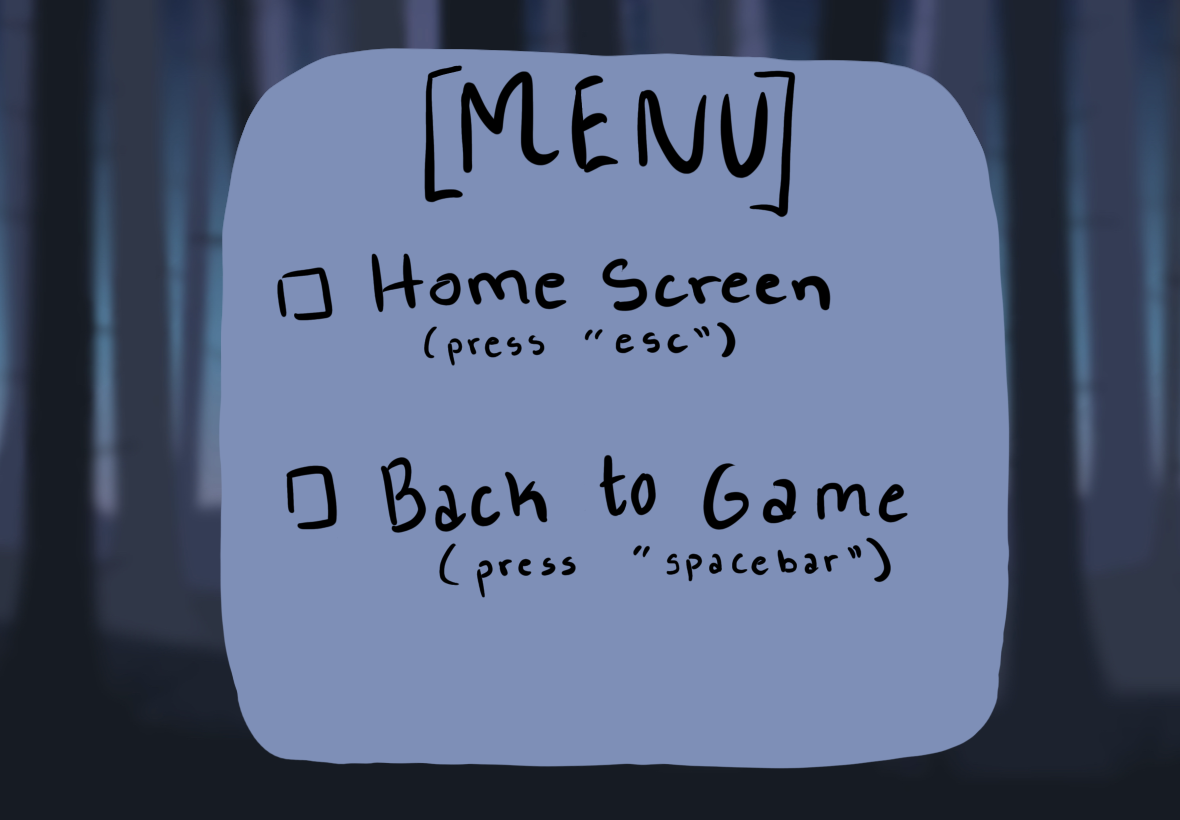 [MENU]
Home Screen
(press "esc")
Back to Game
(press "spacebar")